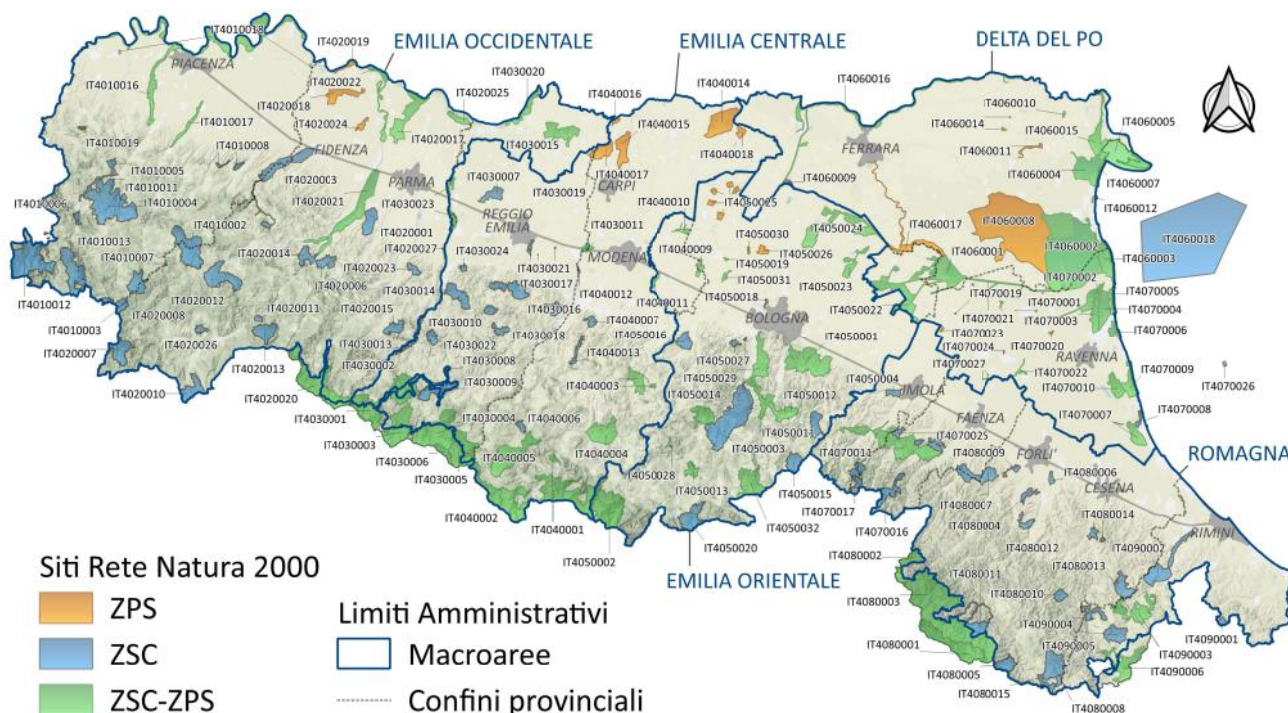 EMILIA OCCIDENTALE
EMILIA CENTRALE
DELTA DEL PO
IT4010018
IT4020019
PIACENZA
IT4010016
IT4020022
IT4030020
IT4040016
IT4040014
IT4060016
IT4020018
IT4020025
IT4040015
IT4060010
IT4010017
IT4020024
IT4020017
IT4030015
IT4060014
IT4060015
IT4060005
IT4010019
IT4010008
FIDENZA
IT4040018
FERRARA
IT4060011
IT4010005
IT4020003
PARMA
IT4030007
IT4040017
CARPI
IT4060009
IT4060004
IT4060007
IT4010011
IT4010004
IT4020021
IT4030019
IT4040010
IT4050025
IT4060012
IT4010006
IT4030023
REGGIO
EMILIA
IT4030011
IT4050024
IT4060017
IT4060008
IT4010002
IT4020001
IT4050030
IT4060018
IT4010013
IT4020014
IT4020027
IT4030024
MODENA
IT4040009
IT4050026
IT4060001
IT4060002
IT4010007
IT4020023
IT4030021
IT4050019
IT4060003
IT4010012
IT4020006
IT4030014
IT4030017
IT4040012
IT4040011
IT4050031
IT4050023
IT4070002
IT4020012
IT4030016
IT4050018
IT4070019
IT4070001
IT4070005
IT4010003
IT4020011
IT4020015
IT4040007
BOLOGNA
IT4050022
IT4070021
IT4070003
IT4070004
IT4020008
IT4030010
IT4030018
IT4050016
IT4050001
IT4070023
IT4070020
IT4070006
IT4020007
IT4020026
IT4030013
IT4030022
IT4040013
IT4050027
IT4070024
RAVENNA
IT4030002
IT4030008
IT4050029
IT4050004
IT4070027
IT4070022
IT4070009
IT4020013
IT4030009
IT4040003
IT4050014
IT4050012
IMOLA
IT4070010
IT4070026
IT4020010
IT4020020
IT4030004
IT4040006
FAENZA
IT4070007
IT4070008
IT4030001
IT4070025
IT4030003
IT4040005
IT4040004
IT4050003
IT4070011
IT4080009
FORLI'
ROMAGNA
IT4030006
IT4050028
IT4050013
IT4050015
IT4080006
CESENA
IT4030005
IT4070017
IT4080007
IT4080014
IT4040002
IT4040001
IT4050032
IT4070016
IT4080004
RIMINI
IT4050002
IT4050020
IT4080002
IT4080012
IT4090002
Siti Rete Natura 2000
EMILIA ORIENTALE
IT4080011
IT4080013
ZPS
Limiti Amministrativi
IT4080003
IT4080010
IT4090004
ZSC
Macroaree
IT4080001
IT4090005
IT4090001
IT4090003
IT4080005
IT4090006
ZSC-ZPS
Confini provinciali
IT4080015
IT4080008